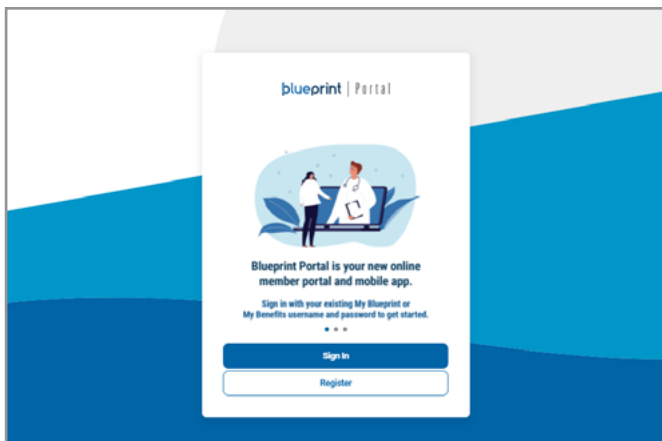 blueprint | Portal
Blueprint Portal is your new online
member portal and mobile app.
Sign in with your existing My Blueprint or
My Benefits username and password to get started.
Sign In
Register